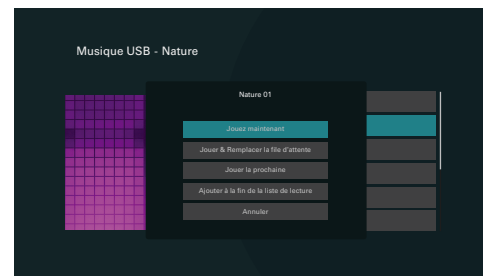 Musique USB - Nature
Nature 01
Jouez maintenant
Jouer & Remplacer la file d'attente
Jouer la prochaine
Ajouter à la fin de la liste de lecture
Annuler